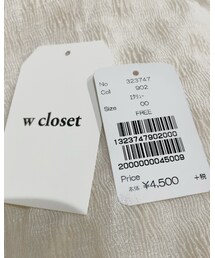 w closet
No 323747
Col 902
Size 00
FREE
1323747902000
2000000045009
Price
本体 ¥4,500 +税